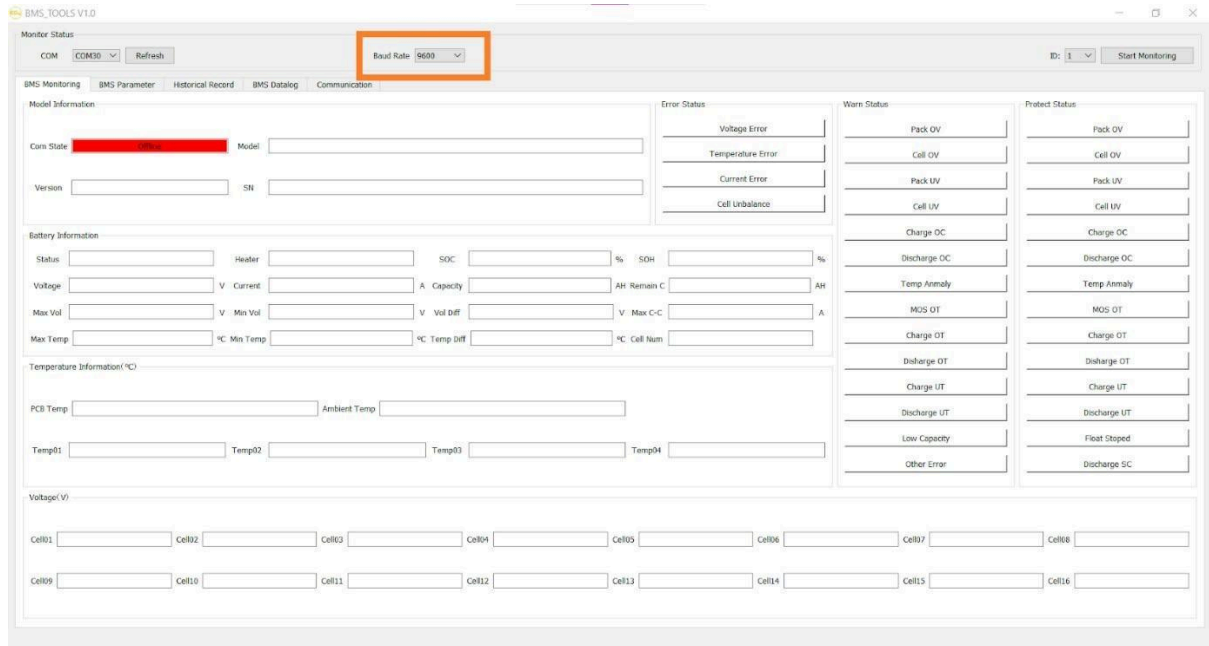 BMS_TOOLS V1.0
Monitor Status
COM COM30 Refresh Baud Rate 9600 ID: 1 Start Monitoring
BMS Monitoring BMS Parameter Historical Record BMS Datalog Communication
Model Information Error Status Warn Status Protect Status
Voltage Error Pack OV Pack OV
Com State Offline Model
Temperature Error Cell OV Cell OV
Current Error Pack UV Pack UV
Version SN
Cell Unbalance Cell UV Cell UV
Battery Information Charge OC Charge OC
Status Heater SOC % SOH % Discharge OC Discharge OC
Voltage V Current A Capacity AH Remain C AH Temp Anmaly Temp Anmaly
Max Vol V Min Vol V Vol Diff V Max C-C A MOS OT MOS OT
Max Temp ºC Min Temp ºC Temp Diff ºC Cell Num Charge OT Charge OT
Temperature Information(ºC) Disharge OT Disharge OT
Charge UT Charge UT
PCB Temp Ambient Temp Discharge UT Discharge UT
Low Capacity Float Stoped
Temp01 Temp02 Temp03 Temp04
Other Error Discharge SC
Voltage(V)
Cell01 Cell02 Cell03 Cell04 Cell05 Cell06 Cell07 Cell08
Cell09 Cell10 Cell11 Cell12 Cell13 Cell14 Cell15 Cell16